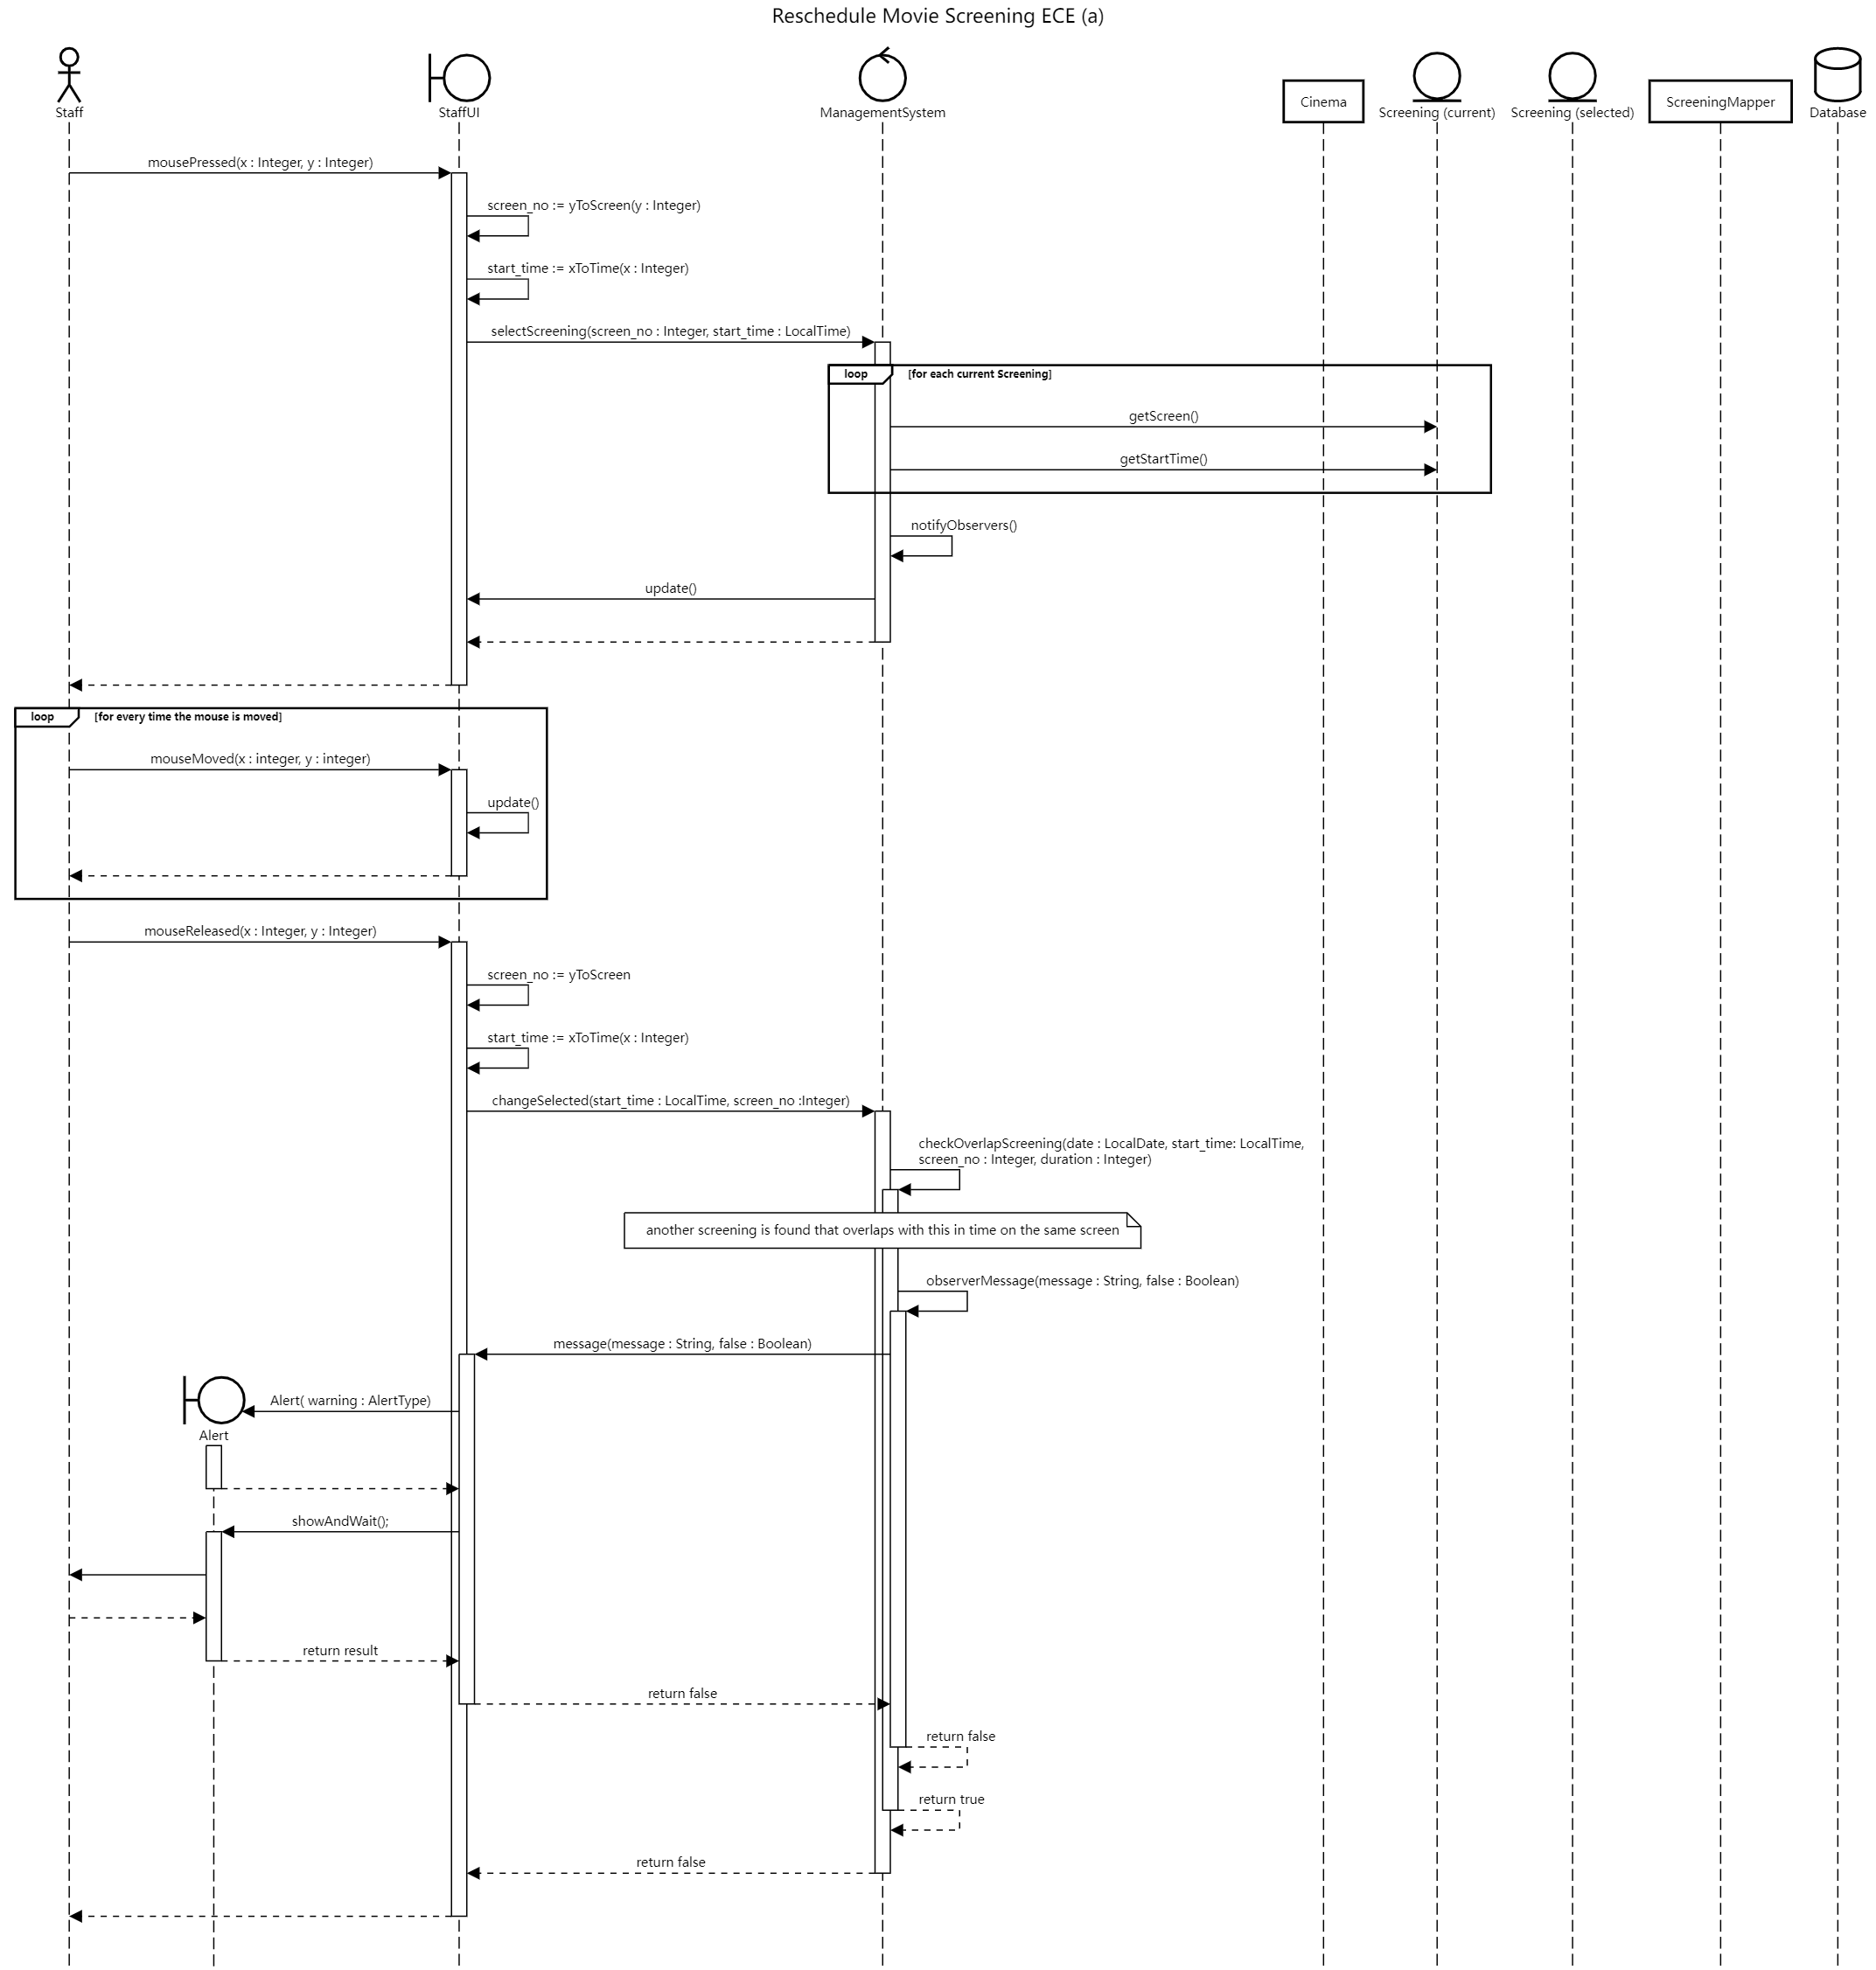 Reschedule Movie Screening ECE (a)
Staff
StaffUI
ManagementSystem
Cinema
Screening (current)
Screening (selected)
ScreeningMapper
Database
mousePressed(x : Integer, y : Integer)
screen_no := yToScreen(y : Integer)
start_time := xToTime(x : Integer)
selectScreening(screen_no : Integer, start_time : LocalTime)
loop
[for each current Screening]
getScreen()
getStartTime()
notifyObservers()
update()
loop
[for every time the mouse is moved]
mouseMoved(x : integer, y : integer)
update()
mouseReleased(x : Integer, y : Integer)
screen_no := yToScreen
start_time := xToTime(x : Integer)
changeSelected(start_time : LocalTime, screen_no :Integer)
checkOverlapScreening(date : LocalDate, start_time: LocalTime,
screen_no : Integer, duration : Integer)
another screening is found that overlaps with this in time on the same screen
observerMessage(message : String, false : Boolean)
message(message : String, false : Boolean)
Alert( warning : AlertType)
Alert
showAndWait();
return result
return false
return false
return true
return false